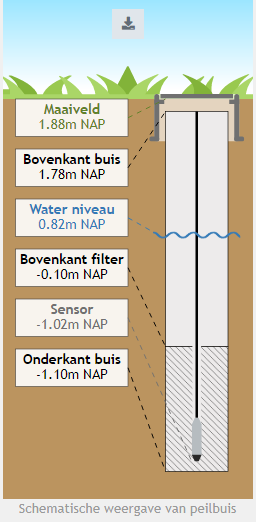 Maaiveld
1.88m NAP
Bovenkant buis
1.78m NAP
Water niveau
0.82m NAP
Bovenkant filter
-0.10m NAP
Sensor
-1.02m NAP
Onderkant buis
-1.10m NAP
Schematische weergave van peilbuis